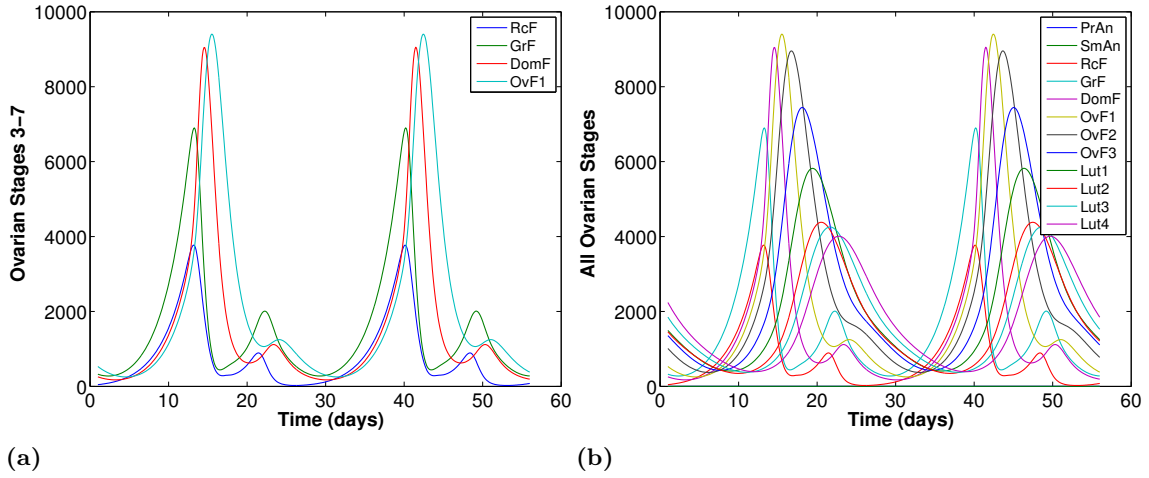 10000
8000
6000
4000
2000
0
0 10 20 30 40 50 60
Ovarian Stages 3−7
Time (days)
RcF
GrF
DomF
OvF1
(a)
10000
8000
6000
4000
2000
0
0 10 20 30 40 50 60
All Ovarian Stages
Time (days)
PrAn
SmAn
RcF
GrF
DomF
OvF1
OvF2
OvF3
Lut1
Lut2
Lut3
Lut4
(b)